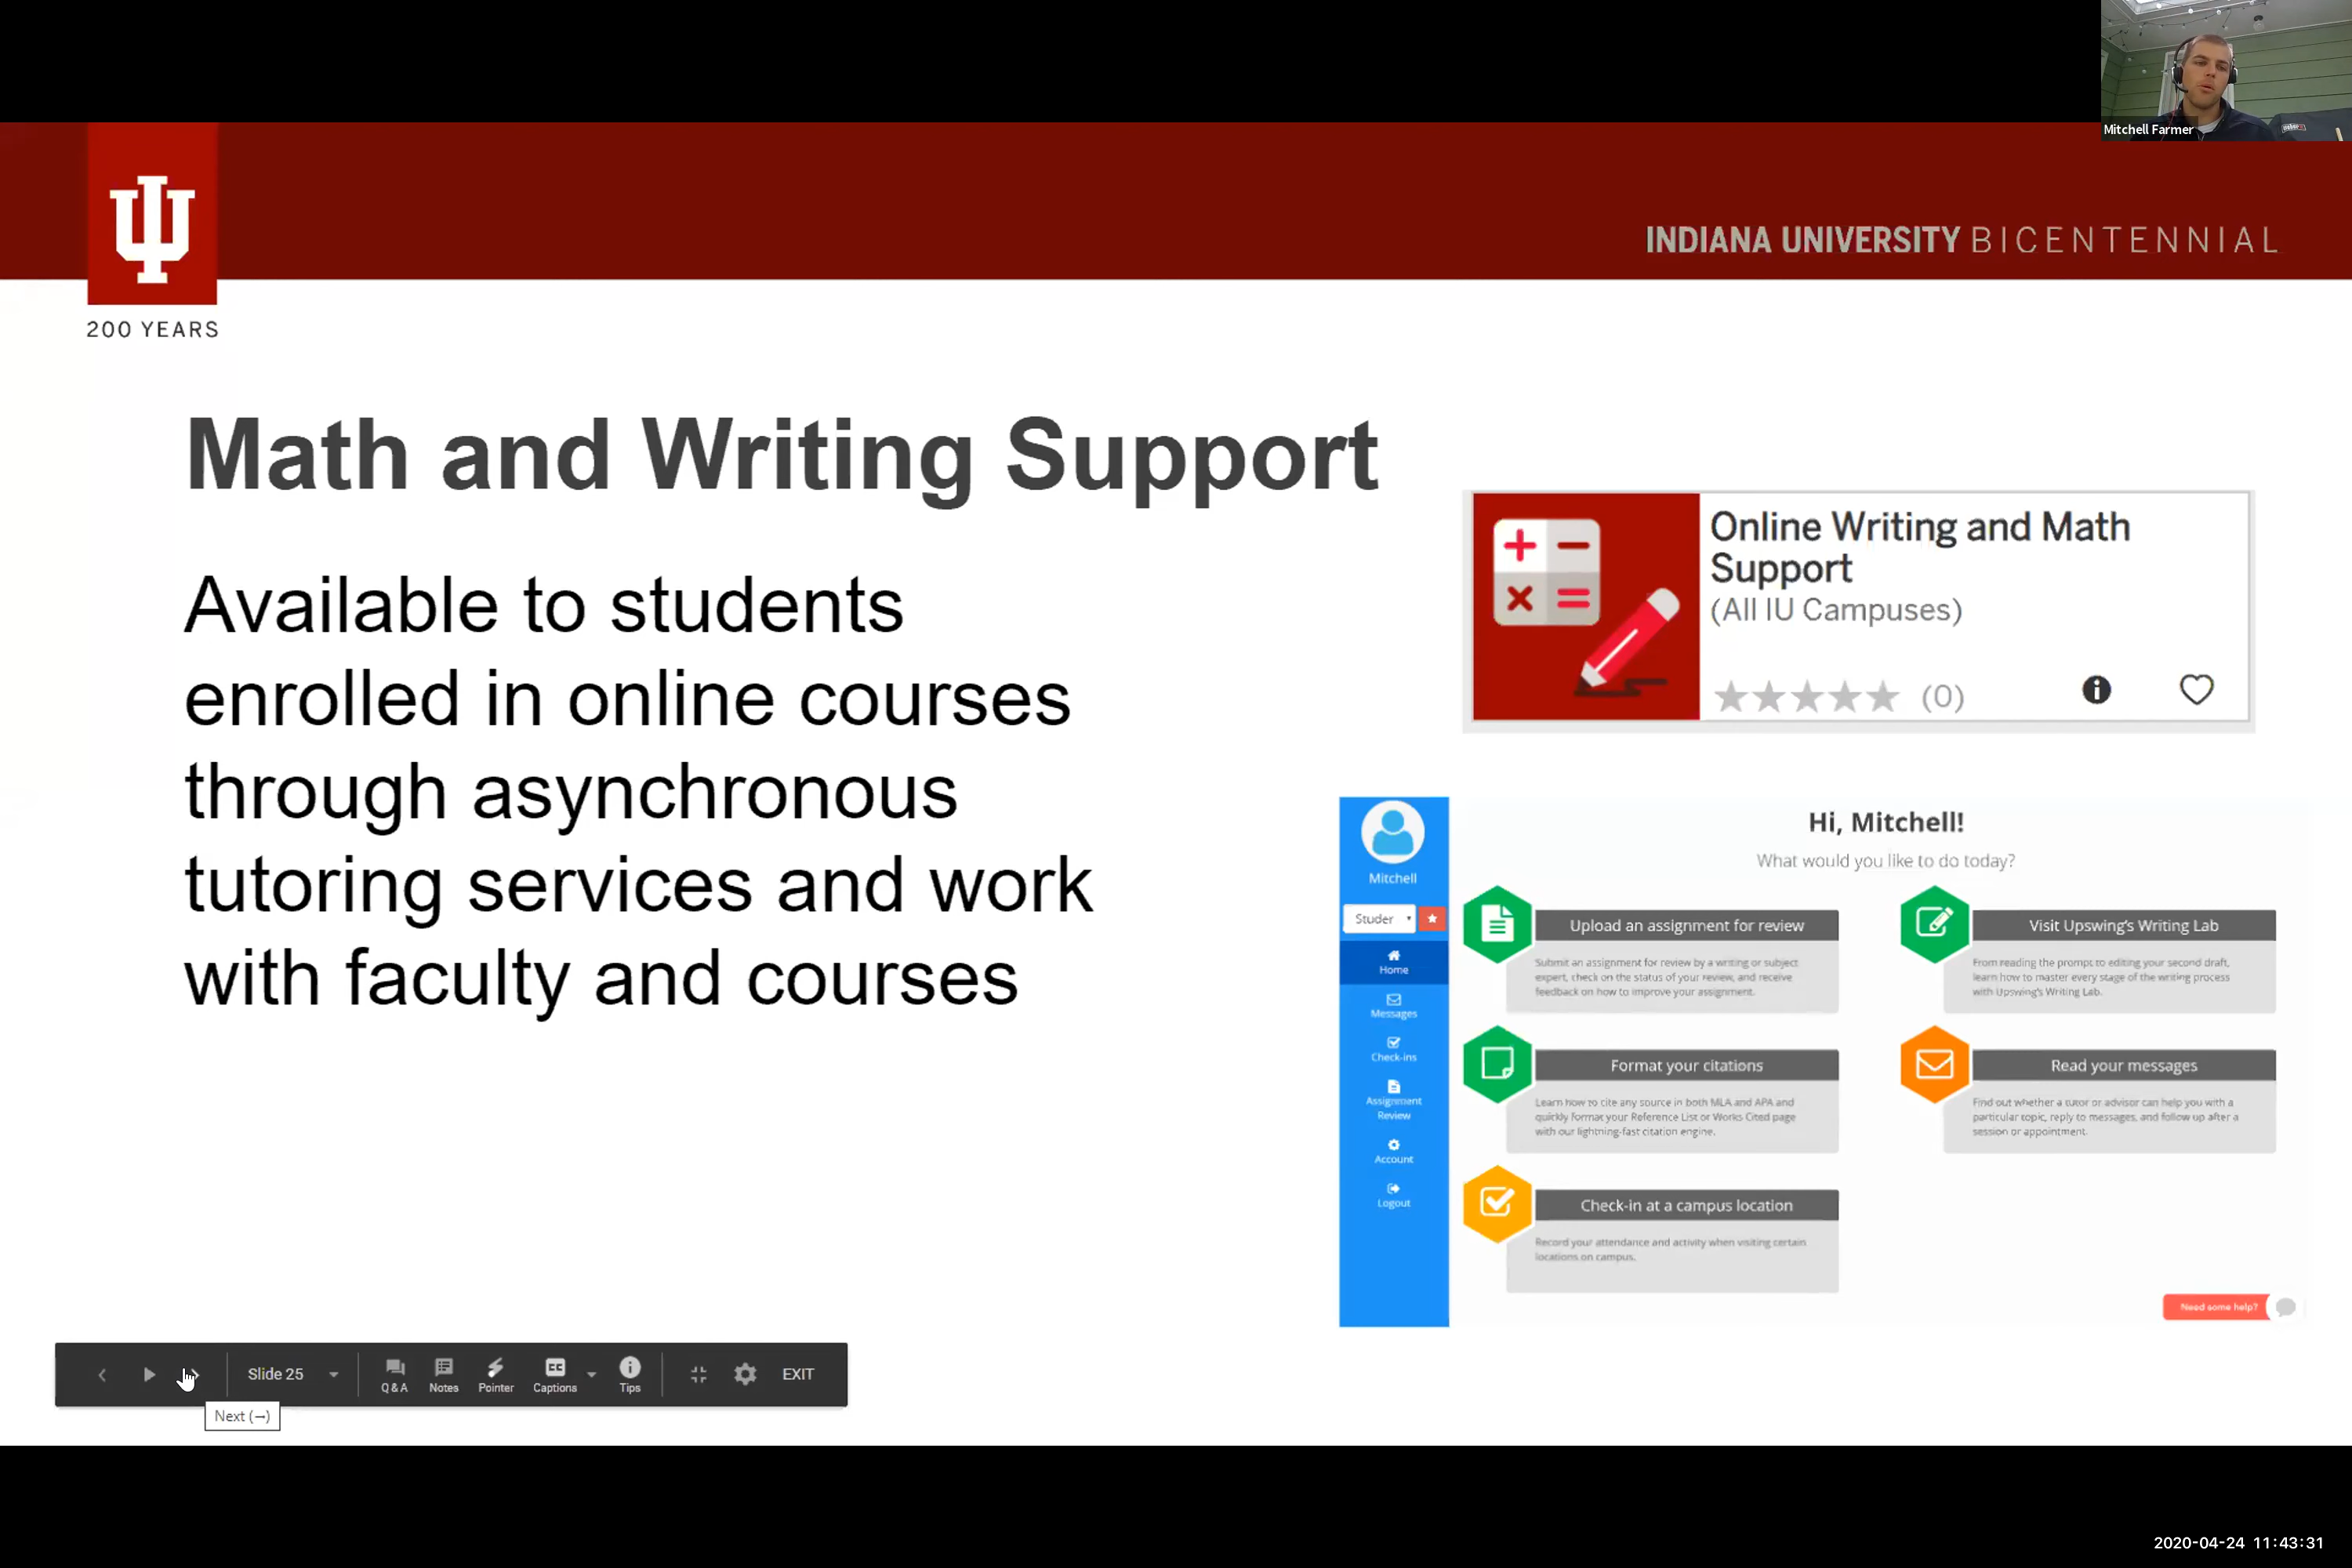 Mitchell Farmer
INDIANA UNIVERSITY BICENTENNIAL
200 YEARS
Math and Writing Support
Available to students
enrolled in online courses
through asynchronous
tutoring services and work
with faculty and courses
Online Writing and Math
Support
(All IU Campuses)
(0)
Mitchell
Studer
Home
Messages
Check-ins
Assignment
Review
Account
Logout
Hi, Mitchell!
What would you like to do today?
Upload an assignment for review
Submit an assignment for review by a writing or subject
expert, check on the status of your review, and receive
feedback on how to improve your assignment.
Visit Upswing's Writing Lab
From reading the prompt to editing your second draft,
learn how to master every stage of the writing process
with Upswing's Writing Lab.
Format your citations
Learn how to cite any source in both MLA and APA and
quickly format your Reference List or Works Cited page
with our lightning-fast citation engine.
Read your messages
Find out whether a tutor or advisor can help you with a
particular topic, reply to messages, and follow up after a
session or appointment.
Check-in at a campus location
Record your attendance and activity when visiting certain
locations on campus.
Need some help?
Slide 25
Q & A
Notes
Pointer
CC
Captions
Tips
EXIT
Next (→)
2020-04-24 11:43:31